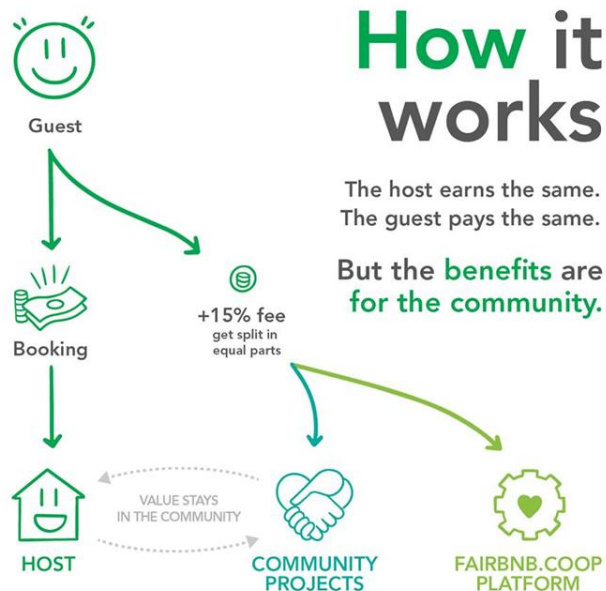 How it
works
The host earns the same.
The guest pays the same.
But the benefits are
for the community.
Guest
Booking
+15% fee
get split in
equal parts
VALUE STAYS
IN THE COMMUNITY
HOST
COMMUNITY
PROJECTS
FAIRBNB.COOP
PLATFORM